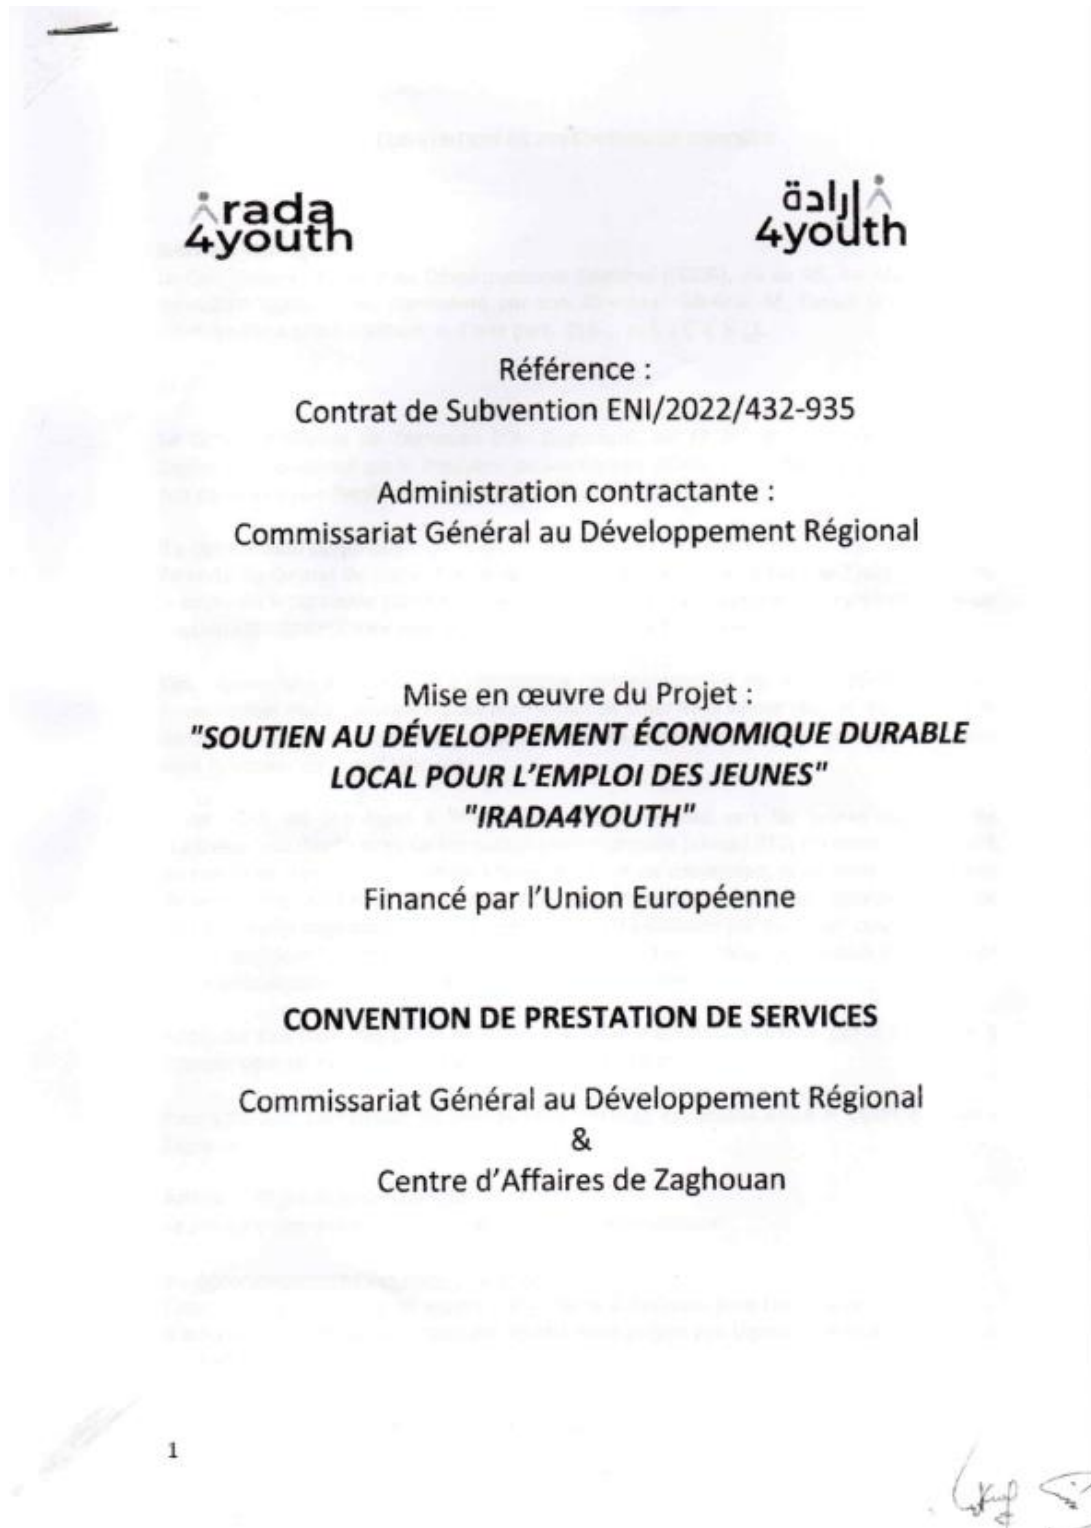 irada
4youth
إرادة
4youth
Référence :
Contrat de Subvention ENI/2022/432-935
Administration contractante :
Commissariat Général au Développement Régional
Mise en œuvre du Projet :
"SOUTIEN AU DÉVELOPPEMENT ÉCONOMIQUE DURABLE
LOCAL POUR L'EMPLOI DES JEUNES"
"IRADA4YOUTH"
Financé par l'Union Européenne
CONVENTION DE PRESTATION DE SERVICES
Commissariat Général au Développement Régional
&
Centre d'Affaires de Zaghouan
1